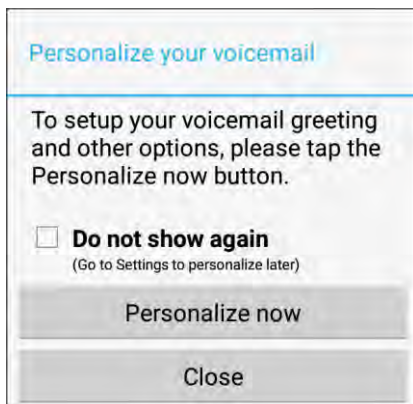 Personalize your voicemail
To setup your voicemail greeting
and other options, please tap the
Personalize now button.
Do not show again
(Go to Settings to personalize later)
Personalize now
Close